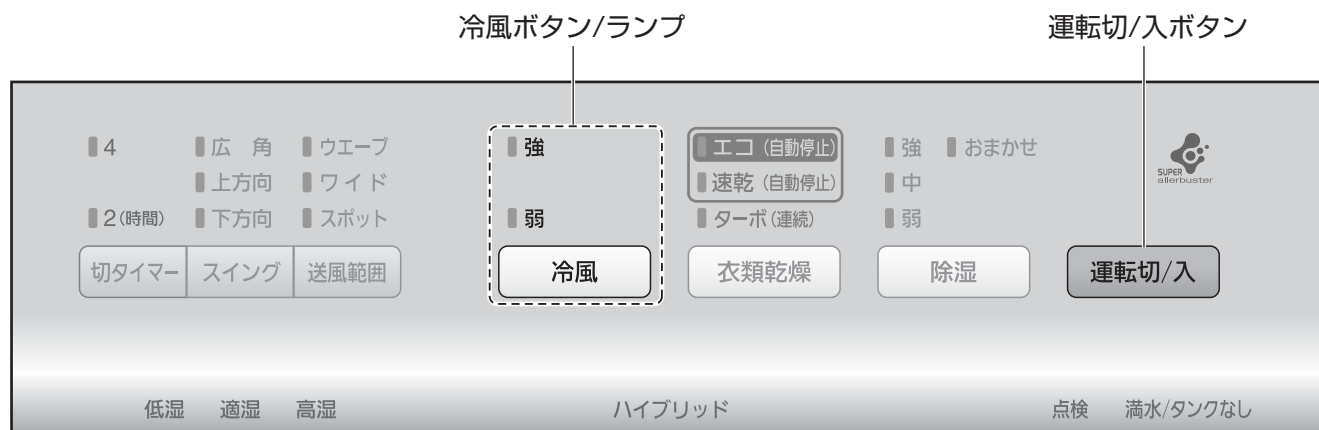 冷風ボタン/ランプ 運転切/入ボタン
4 広 角 ウエーブ 強 エコ(自動停止) 強 おまかせ
上方向 ワイド 速乾(自動停止) 中
SUPER
allerbuster
2(時間) 下方向 スポット 弱 ターボ(連続) 弱
切タイマー スイング 送風範囲 冷風 衣類乾燥 除湿 運転切/入
低湿 適湿 高湿 ハイブリッド 点検 満水/タンクなし